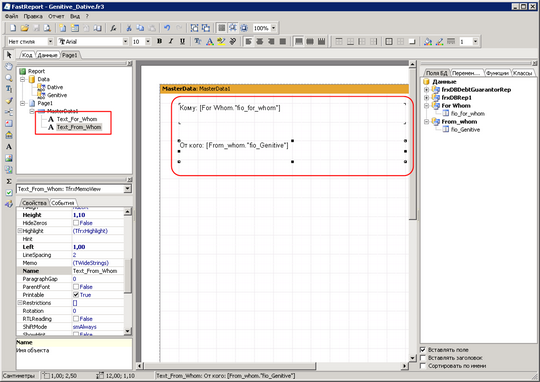 FastReport - Genitive_Dative.fr3
Файл Правка Отчет Вид ?
100%
Нет стиля Arial 10
Код Данные Page1
Report
Data
Dative
Genitive
Page1
MasterData1
Text_For_Whom
Text_From_Whom
Text_From_Whom: TfrxMemoView
Свойства События
Height 1,10
HideZeros False
Highlight (TfrxHighlight)
Hint
Left 1,00
LineSpacing 2
Memo (TWideStrings)
Name Text_From_Whom
ParagraphGap 0
ParentFont False
Printable True
Restrictions []
Rotation 0
RTLReading False
ShiftMode smAlways
Name
Имя объекта
MasterData: MasterData1
Кому: [For Whom."fio_for_whom"]
От кого: [From_whom."fio_Genitive"]
Поля БД Перемен... Функции Классы
Данные
frxDBDebtGuarantorRep
frxDBRep1
For Whom
fio_for_whom
From_whom
fio_Genitive
Вставлять поле
Вставлять заголовок
Сортировать по имени
Сантиметры 1,00; 2,50 12,00; 1,10 Text_From_Whom: От кого: [From_whom."fio_Genitive"]